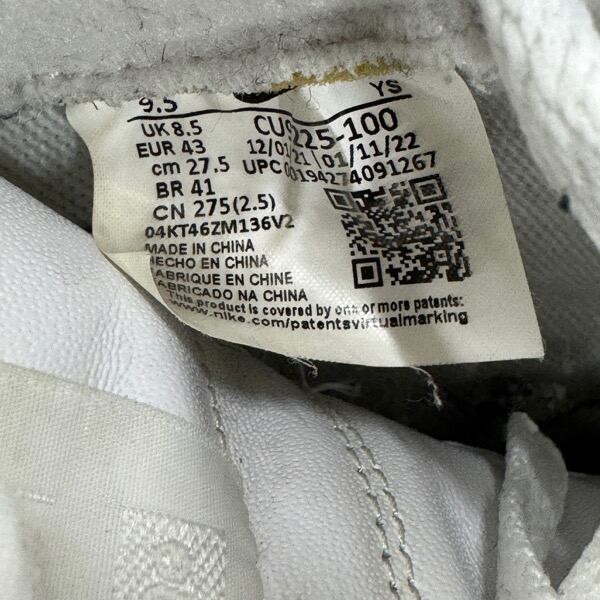 9.5
YS
UK 8.5
CU9225-100
EUR 43
12/01/21 | 01/11/22
cm 27.5
UPC 00194274091267
BR 41
CN 275(2.5)
04KT46ZM136V2
MADE IN CHINA
HECHO EN CHINA
FABRIQUE EN CHINE
FABRICADO NA CHINA
This product is covered by one or more patents:
www.nike.com/patentsvirtualmarking